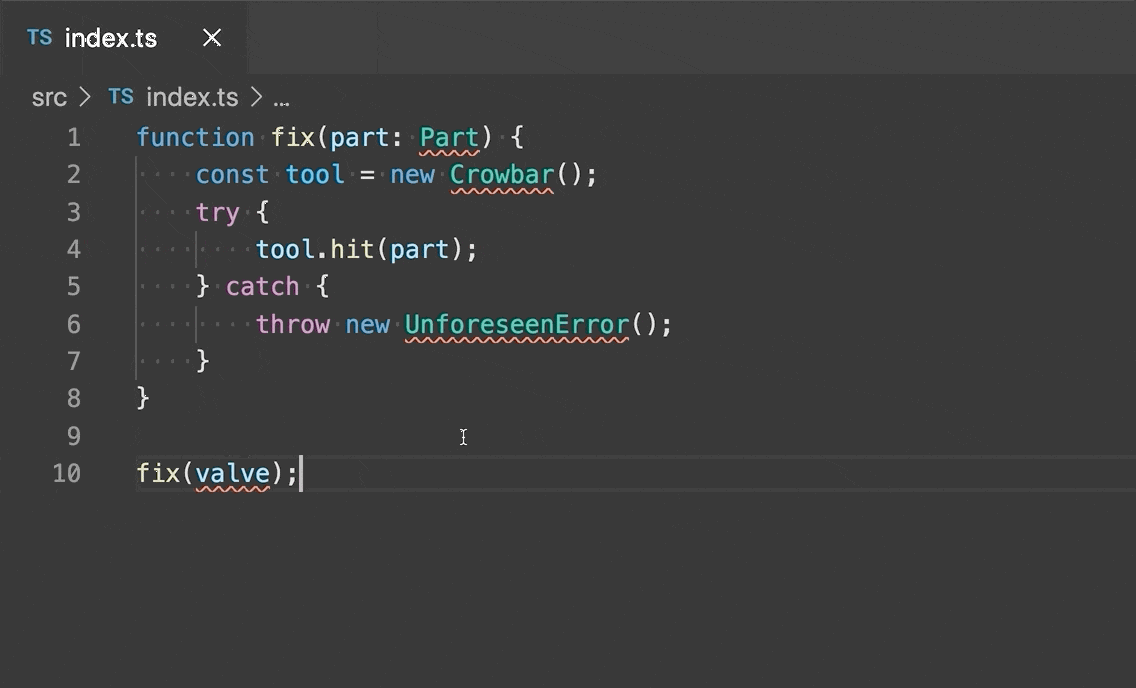 TS index.ts ×
src > TS index.ts > ...
1 function fix(part: Part) {
2     const tool = new Crowbar();
3     try {
4         tool.hit(part);
5     } catch {
6         throw new UnforeseenError();
7     }
8 }
9
10 fix(valve);